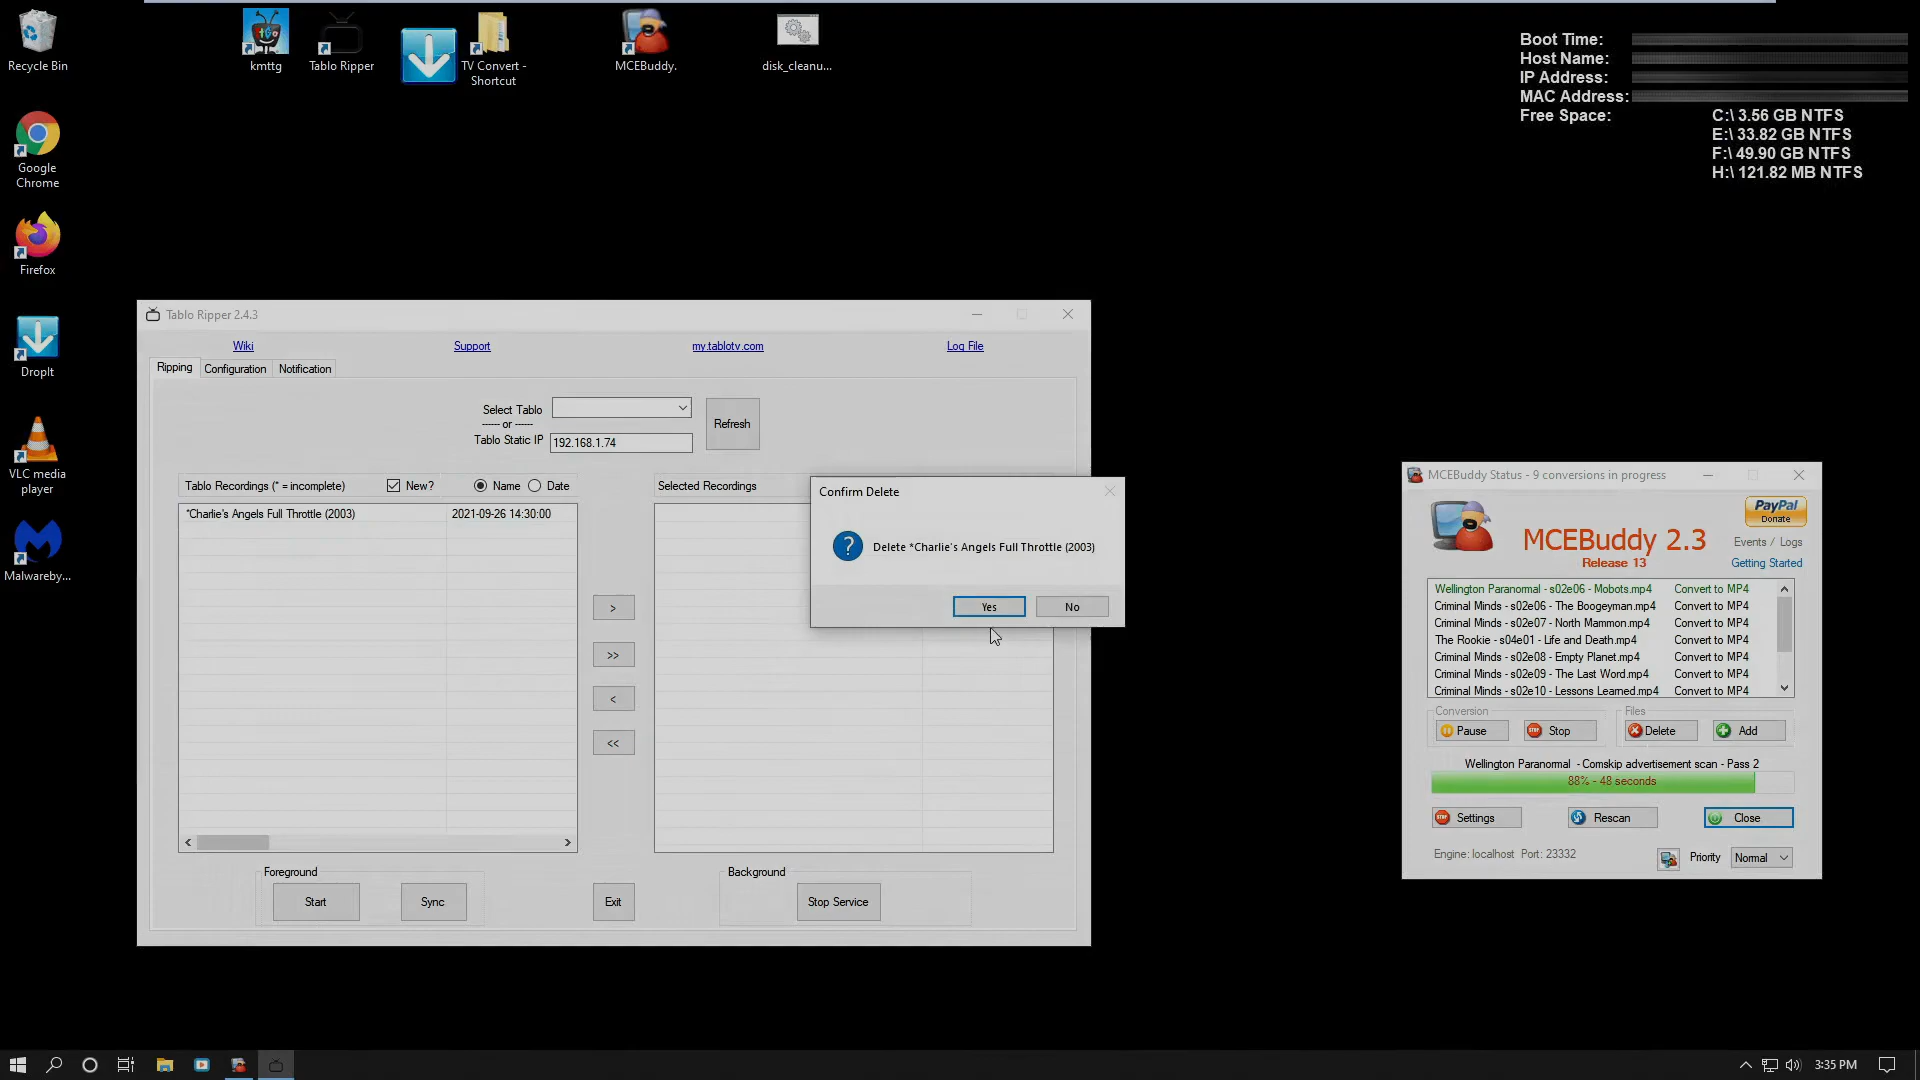 Recycle Bin
kmttg
Tablo Ripper
TV Convert -
Shortcut
MCEBuddy.
disk_cleanu...
Google
Chrome
Firefox
DropIt
VLC media
player
Malwareby...
Boot Time:
Host Name:
IP Address:
MAC Address:
Free Space:
C:\ 3.56 GB NTFS
E:\ 33.82 GB NTFS
F:\ 49.90 GB NTFS
H:\ 121.82 MB NTFS
Tablo Ripper 2.4.3
Wiki
Support
my.tablotv.com
Log File
Ripping
Configuration
Notification
Select Tablo
------ or ------
Tablo Static IP
192.168.1.74
Refresh
Tablo Recordings (* = incomplete)
New?
Name
Date
Selected Recordings
*Charlie's Angels Full Throttle (2003)
2021-09-26 14:30:00
>
>>
<
<<
Foreground
Start
Sync
Exit
Background
Stop Service
Confirm Delete
?
Delete *Charlie's Angels Full Throttle (2003)
Yes
No
MCEBuddy Status - 9 conversions in progress
MCEBuddy 2.3
Release 13
PayPal
Donate
Events / Logs
Getting Started
Wellington Paranormal - s02e06 - Mobots.mp4 Convert to MP4
Criminal Minds - s02e06 - The Boogeyman.mp4 Convert to MP4
Criminal Minds - s02e07 - North Mammon.mp4 Convert to MP4
The Rookie - s04e01 - Life and Death.mp4 Convert to MP4
Criminal Minds - s02e08 - Empty Planet.mp4 Convert to MP4
Criminal Minds - s02e09 - The Last Word.mp4 Convert to MP4
Criminal Minds - s02e10 - Lessons Learned.mp4 Convert to MP4
Conversion
Pause
Stop
Files
Delete
Add
Wellington Paranormal - Comskip advertisement scan - Pass 2
88% - 48 seconds
Settings
Rescan
Close
Engine: localhost Port: 23332
Priority
Normal
3:35 PM